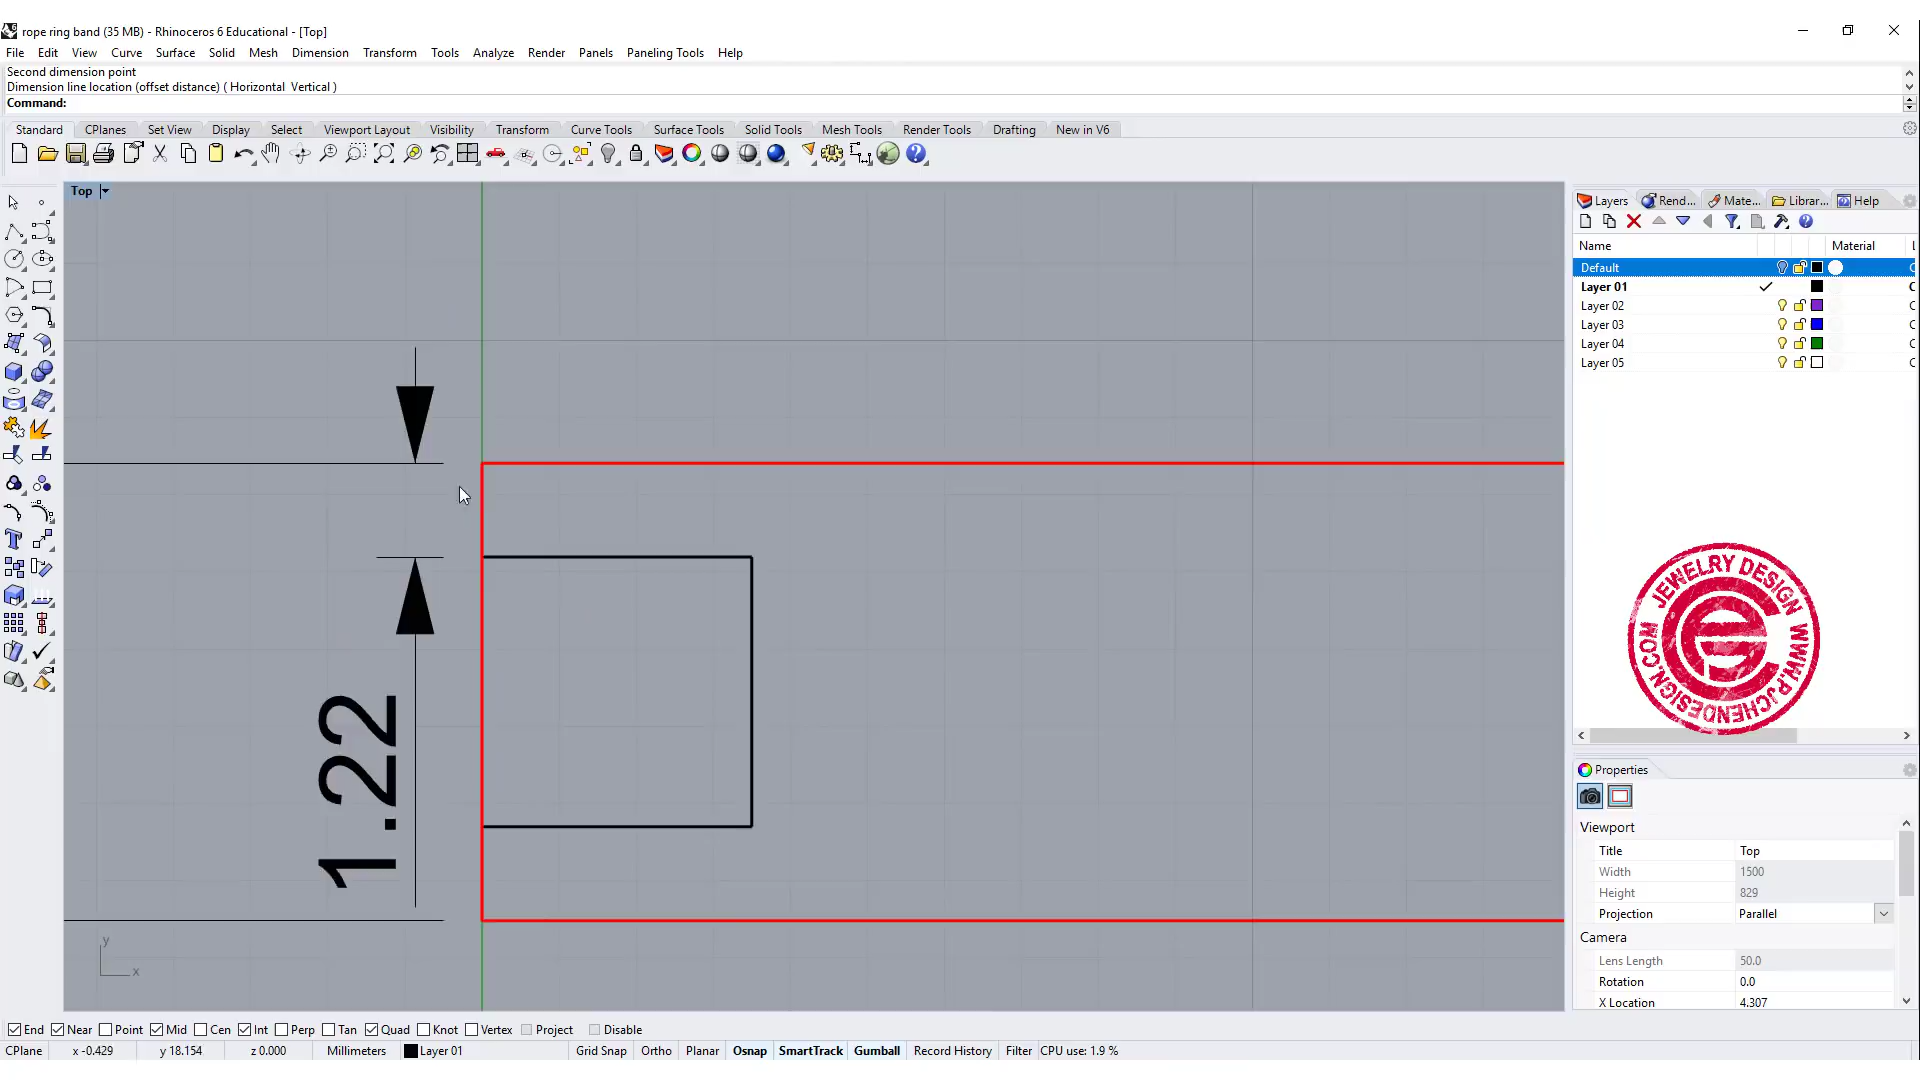 rope ring band (35 MB) - Rhinoceros 6 Educational - [Top]
File Edit View Curve Surface Solid Mesh Dimension Transform Tools Analyze Render Panels Paneling Tools Help
Second dimension point
Dimension line location (offset distance) ( Horizontal Vertical )
Command:
Standard CPlanes Set View Display Select Viewport Layout Visibility Transform Curve Tools Surface Tools Solid Tools Mesh Tools Render Tools Drafting New in V6
Top
Layers Rend... Mate... Librar... Help
Name Material L
Default C
Layer 01 C
Layer 02 C
Layer 03 C
Layer 04 C
Layer 05 C
1.22
JEWELRY DESIGN
WWW.PJCHENDESIGN.COM
Properties
Viewport
Title Top
Width 1500
Height 829
Projection Parallel
Camera
Lens Length 50.0
Rotation 0.0
X Location 4.307
y
x
End Near Point Mid Cen Int Perp Tan Quad Knot Vertex Project Disable
CPlane x -0.429 y 18.154 z 0.000 Millimeters Layer 01 Grid Snap Ortho Planar Osnap SmartTrack Gumball Record History Filter CPU use: 1.9 %